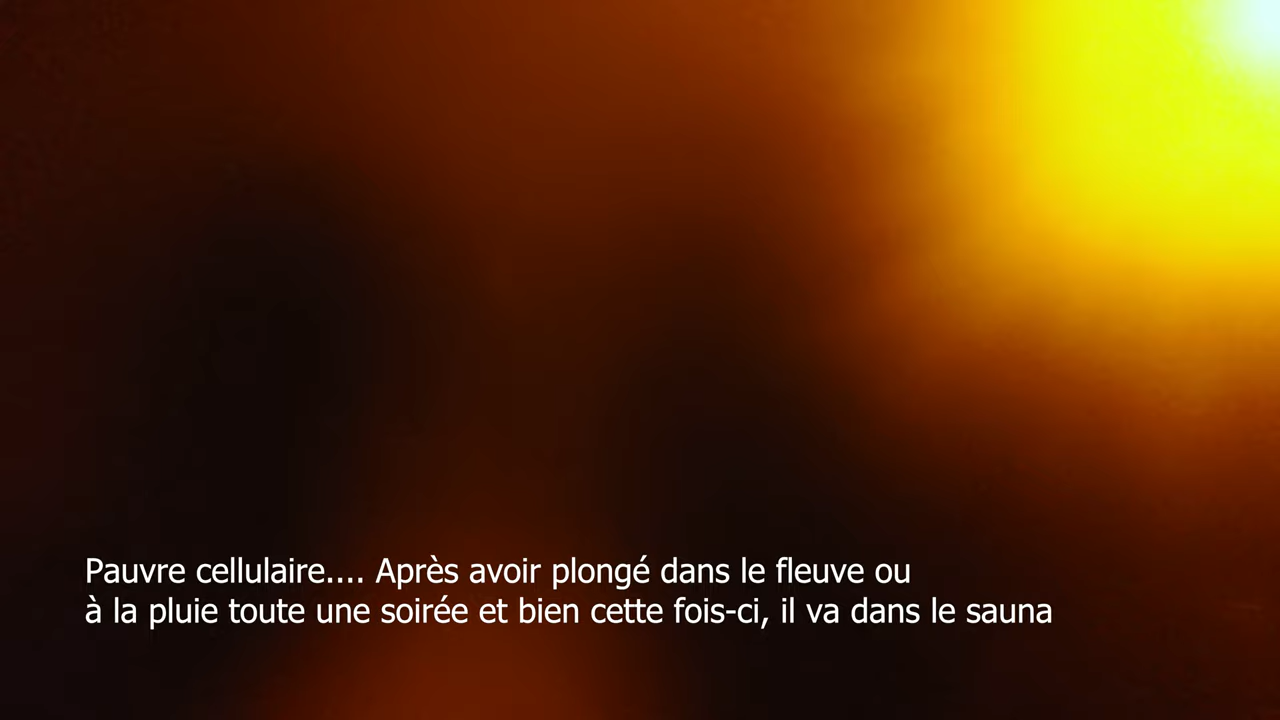 Pauvre cellulaire.... Après avoir plongé dans le fleuve ou
à la pluie toute une soirée et bien cette fois-ci, il va dans le sauna